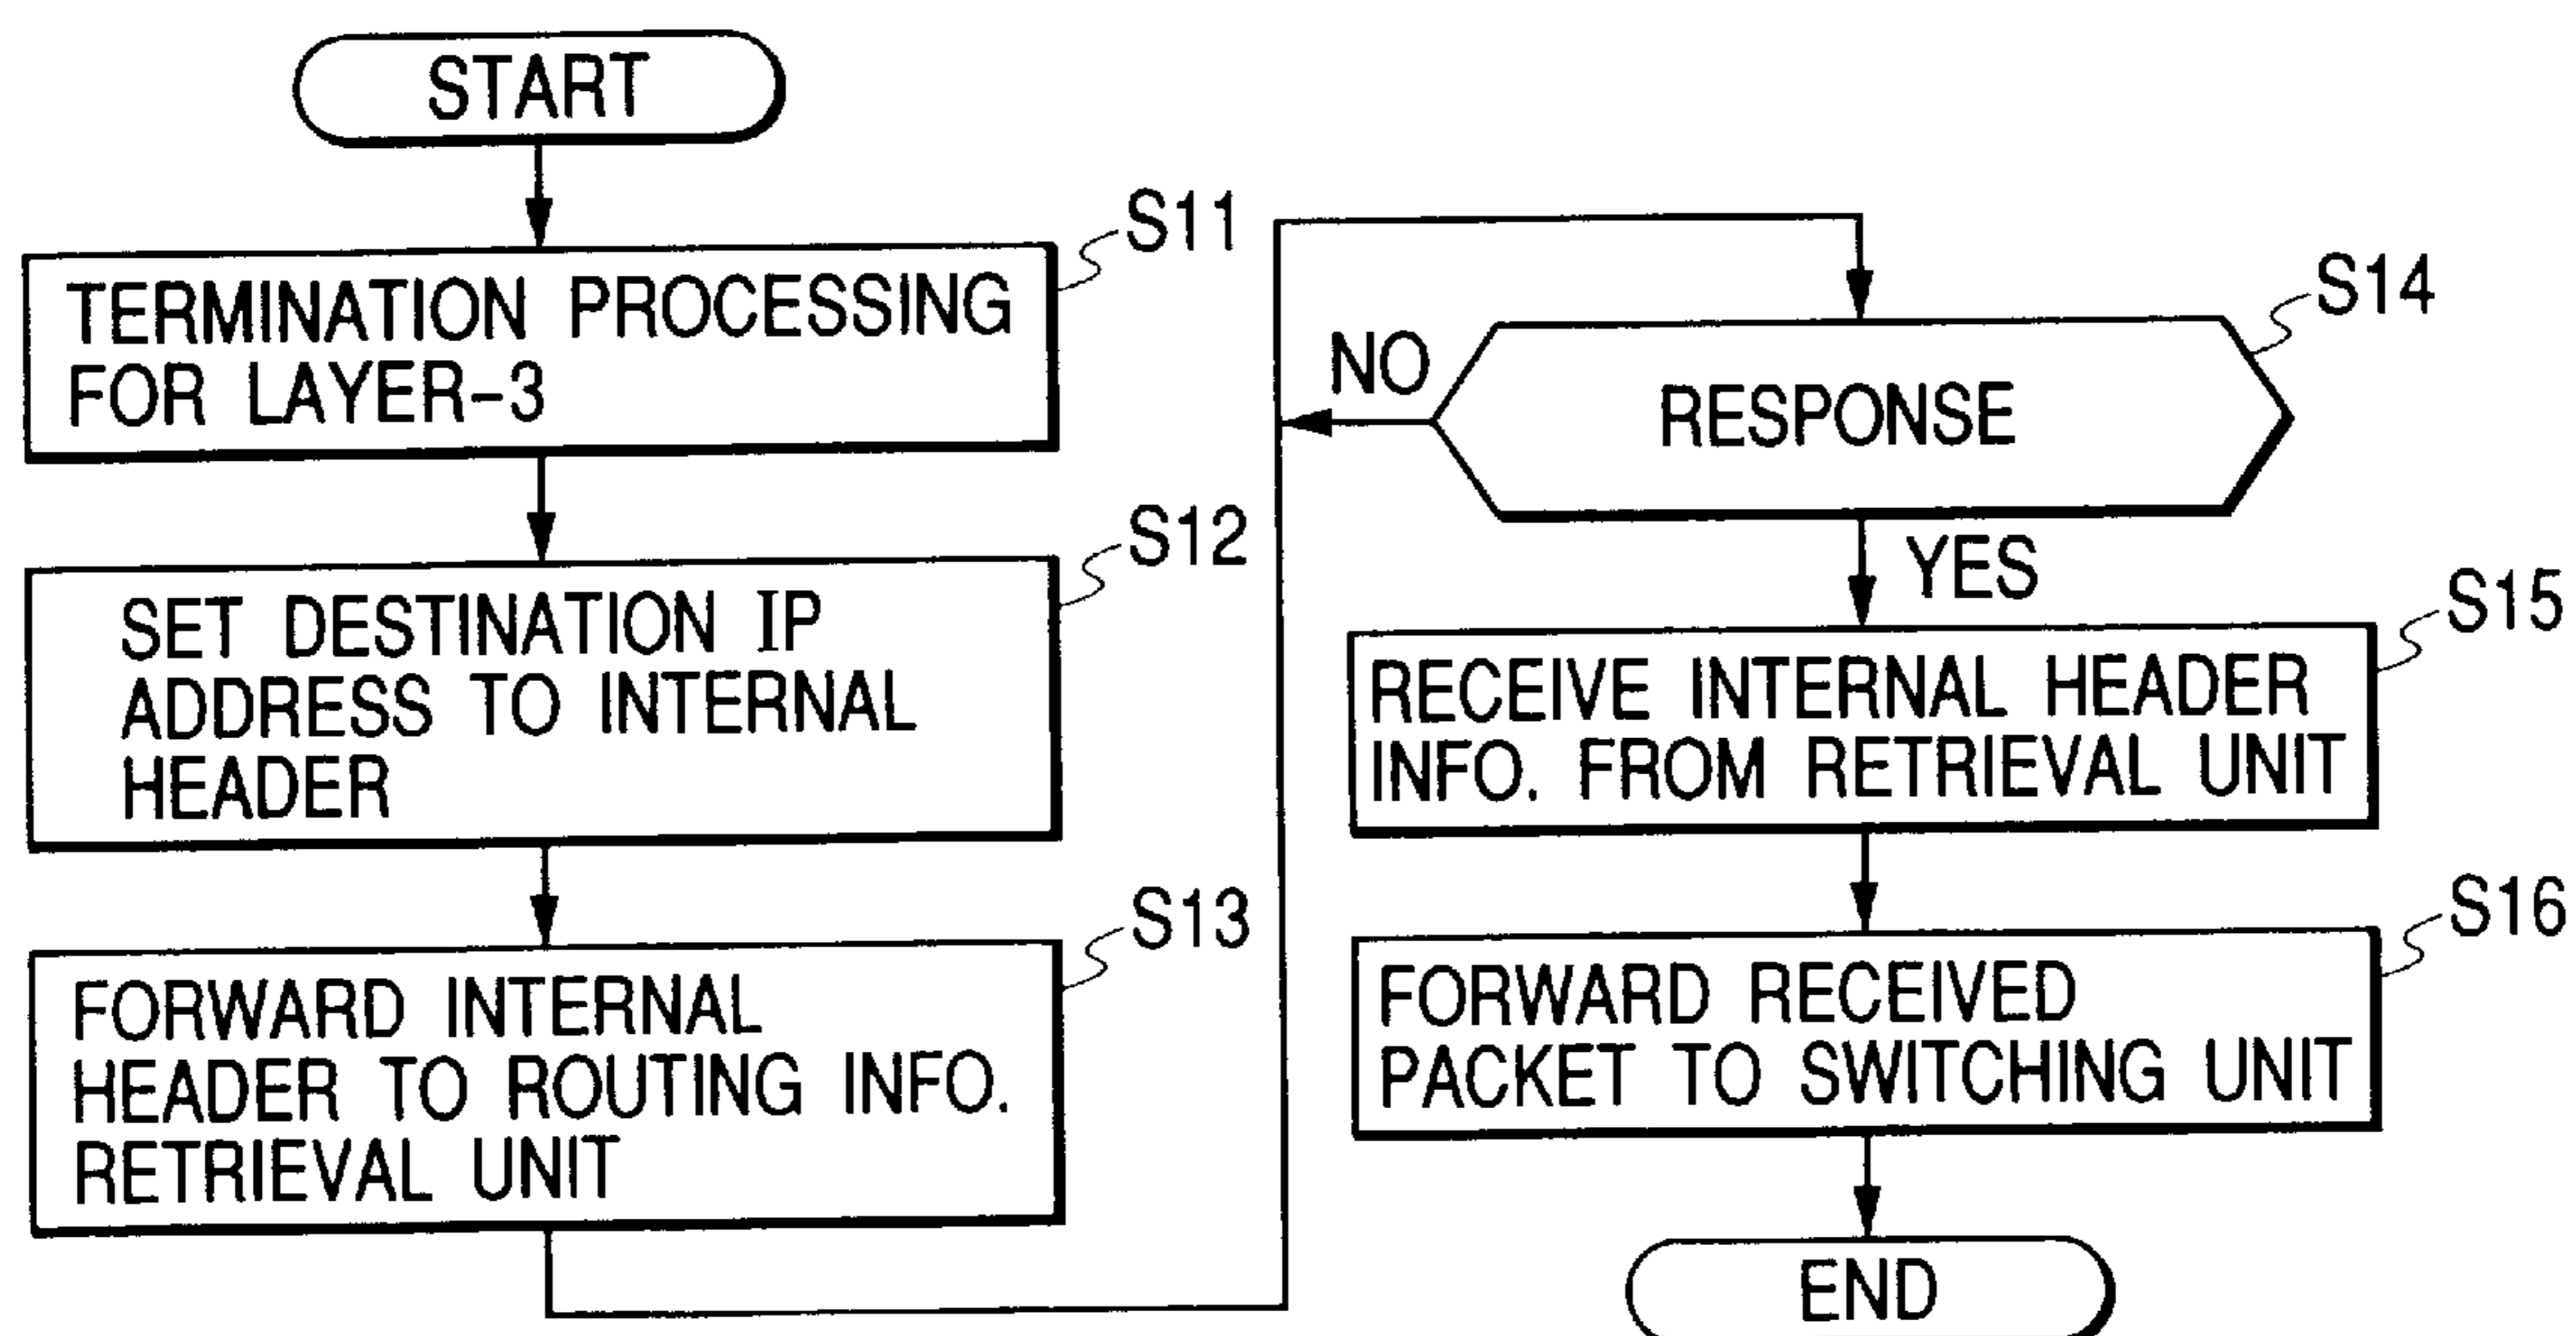 START
S11
TERMINATION PROCESSING
FOR LAYER-3
S12
SET DESTINATION IP
ADDRESS TO INTERNAL
HEADER
S13
FORWARD INTERNAL
HEADER TO ROUTING INFO.
RETRIEVAL UNIT
S14
NO
RESPONSE
YES
S15
RECEIVE INTERNAL HEADER
INFO. FROM RETRIEVAL UNIT
S16
FORWARD RECEIVED
PACKET TO SWITCHING UNIT
END